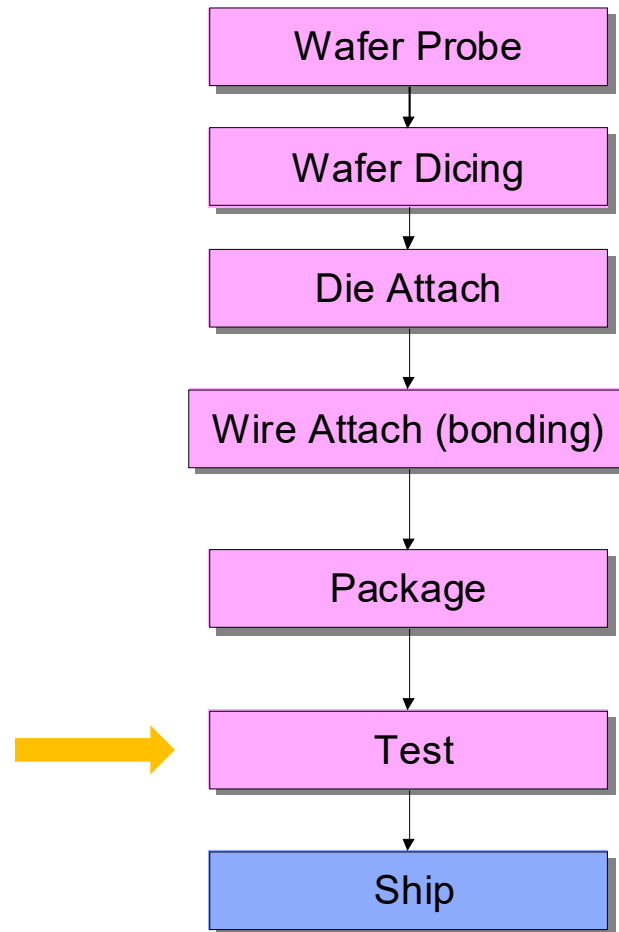 Wafer Probe
Wafer Dicing
Die Attach
Wire Attach (bonding)
Package
Test
Ship